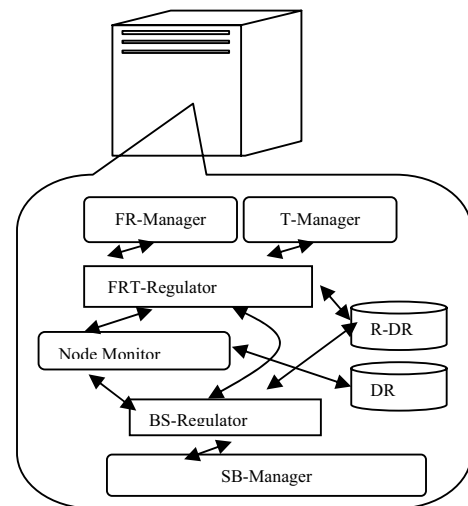 FR-Manager
T-Manager
FRT-Regulator
R-DR
Node Monitor
DR
BS-Regulator
SB-Manager